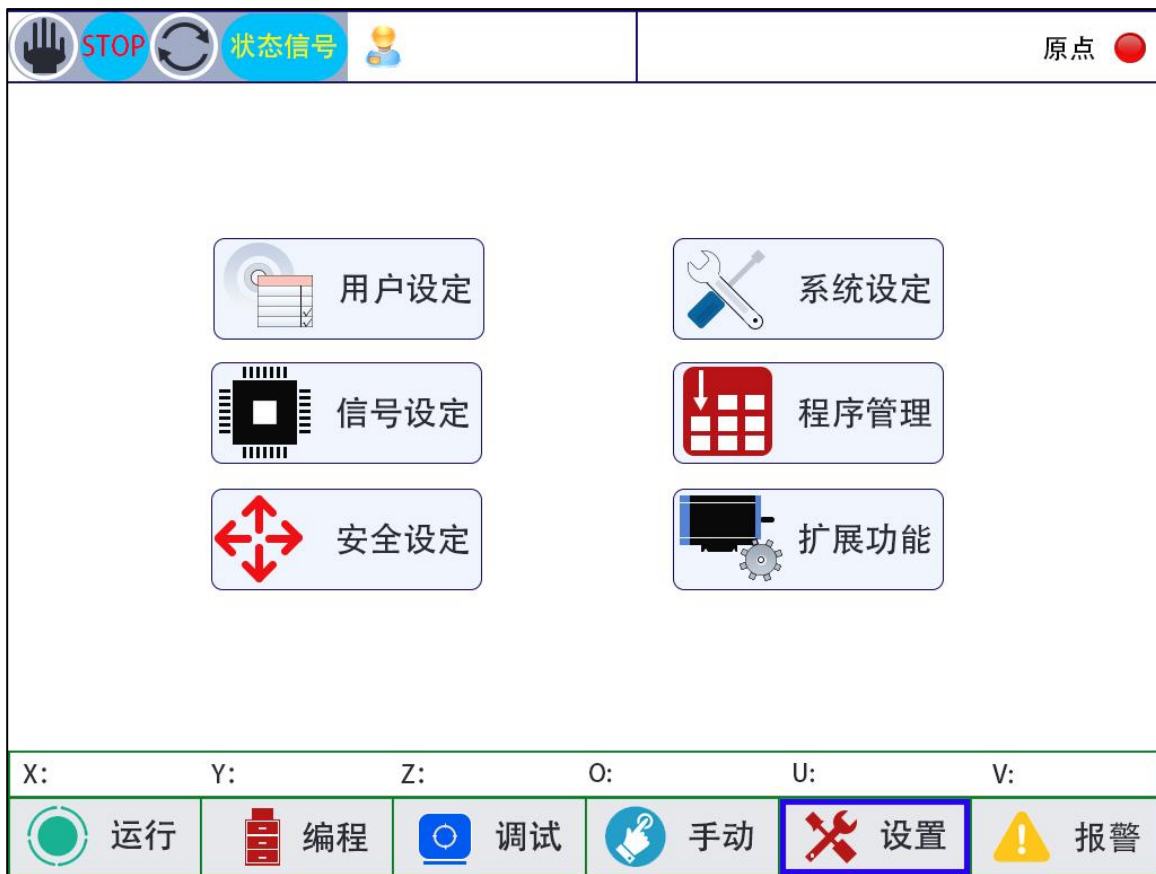 STOP 状态信号 原点
用户设定 系统设定
信号设定 程序管理
安全设定 扩展功能
X: Y: Z: O: U: V:
运行 编程 调试 手动 设置 报警